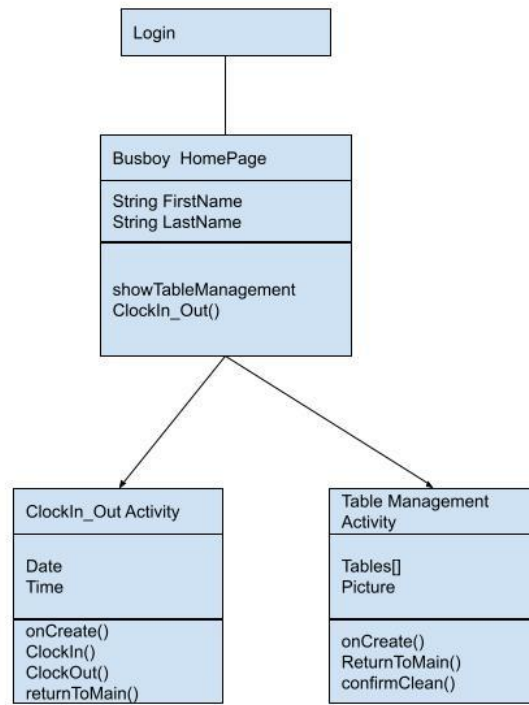 Login
Busboy HomePage
String FirstName
String LastName
showTableManagement
ClockIn_Out()
ClockIn_Out Activity
Date
Time
onCreate()
ClockIn()
ClockOut()
returnToMain()
Table Management
Activity
Tables[]
Picture
onCreate()
ReturnToMain()
confirmClean()